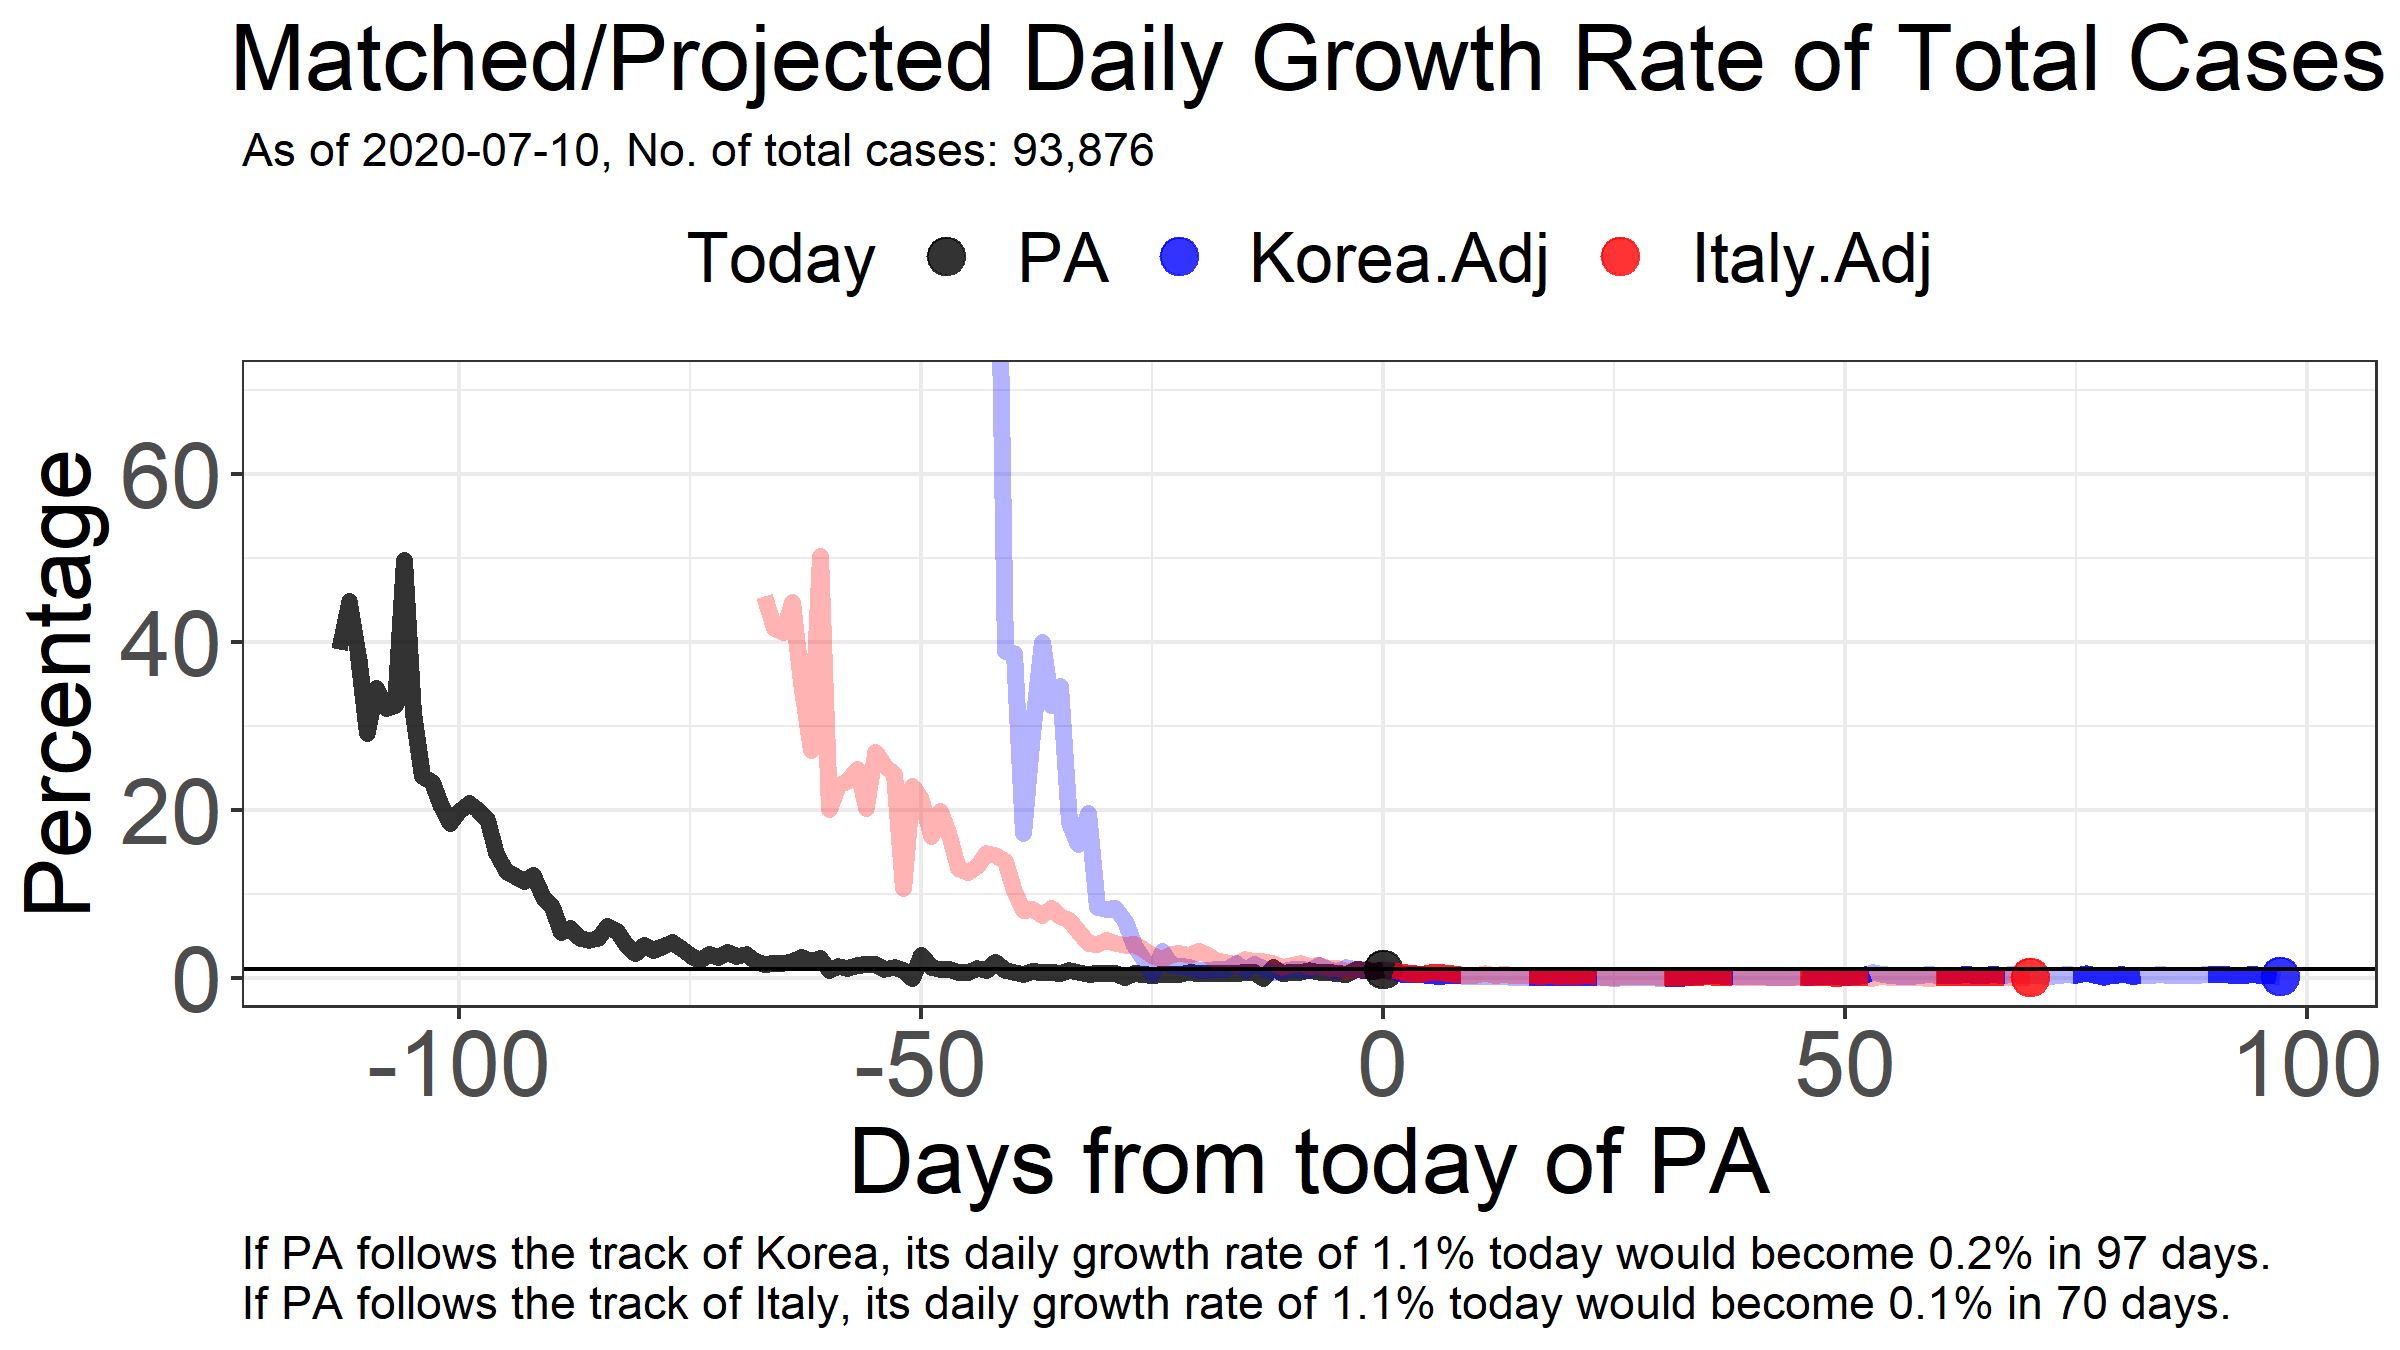 Matched/Projected Daily Growth Rate of Total Cases
As of 2020-07-10, No. of total cases: 93,876
Today PA Korea.Adj Italy.Adj
Percentage
60
40
20
0
-100 -50 0 50 100
Days from today of PA
If PA follows the track of Korea, its daily growth rate of 1.1% today would become 0.2% in 97 days.
If PA follows the track of Italy, its daily growth rate of 1.1% today would become 0.1% in 70 days.